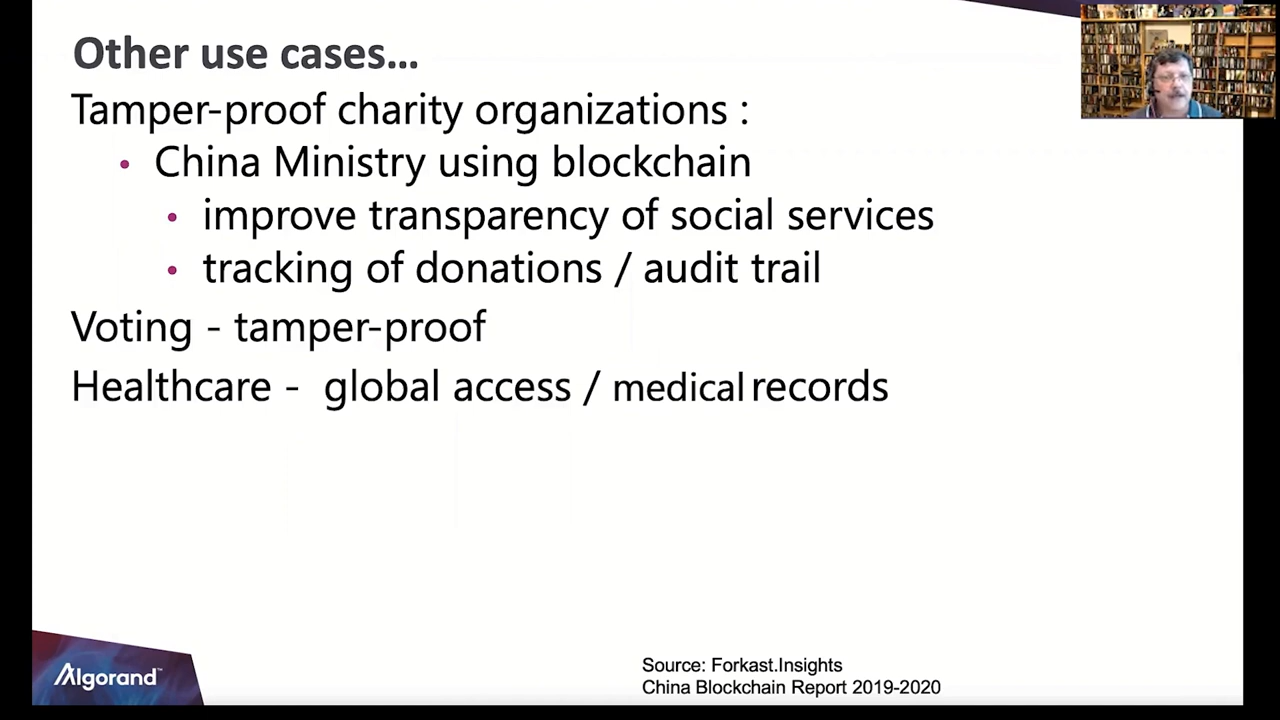 Other use cases...
Tamper-proof charity organizations :
• China Ministry using blockchain
• improve transparency of social services
• tracking of donations / audit trail
Voting - tamper-proof
Healthcare -  global access / medical records
Algorand™
Source: Forkast.Insights
China Blockchain Report 2019-2020